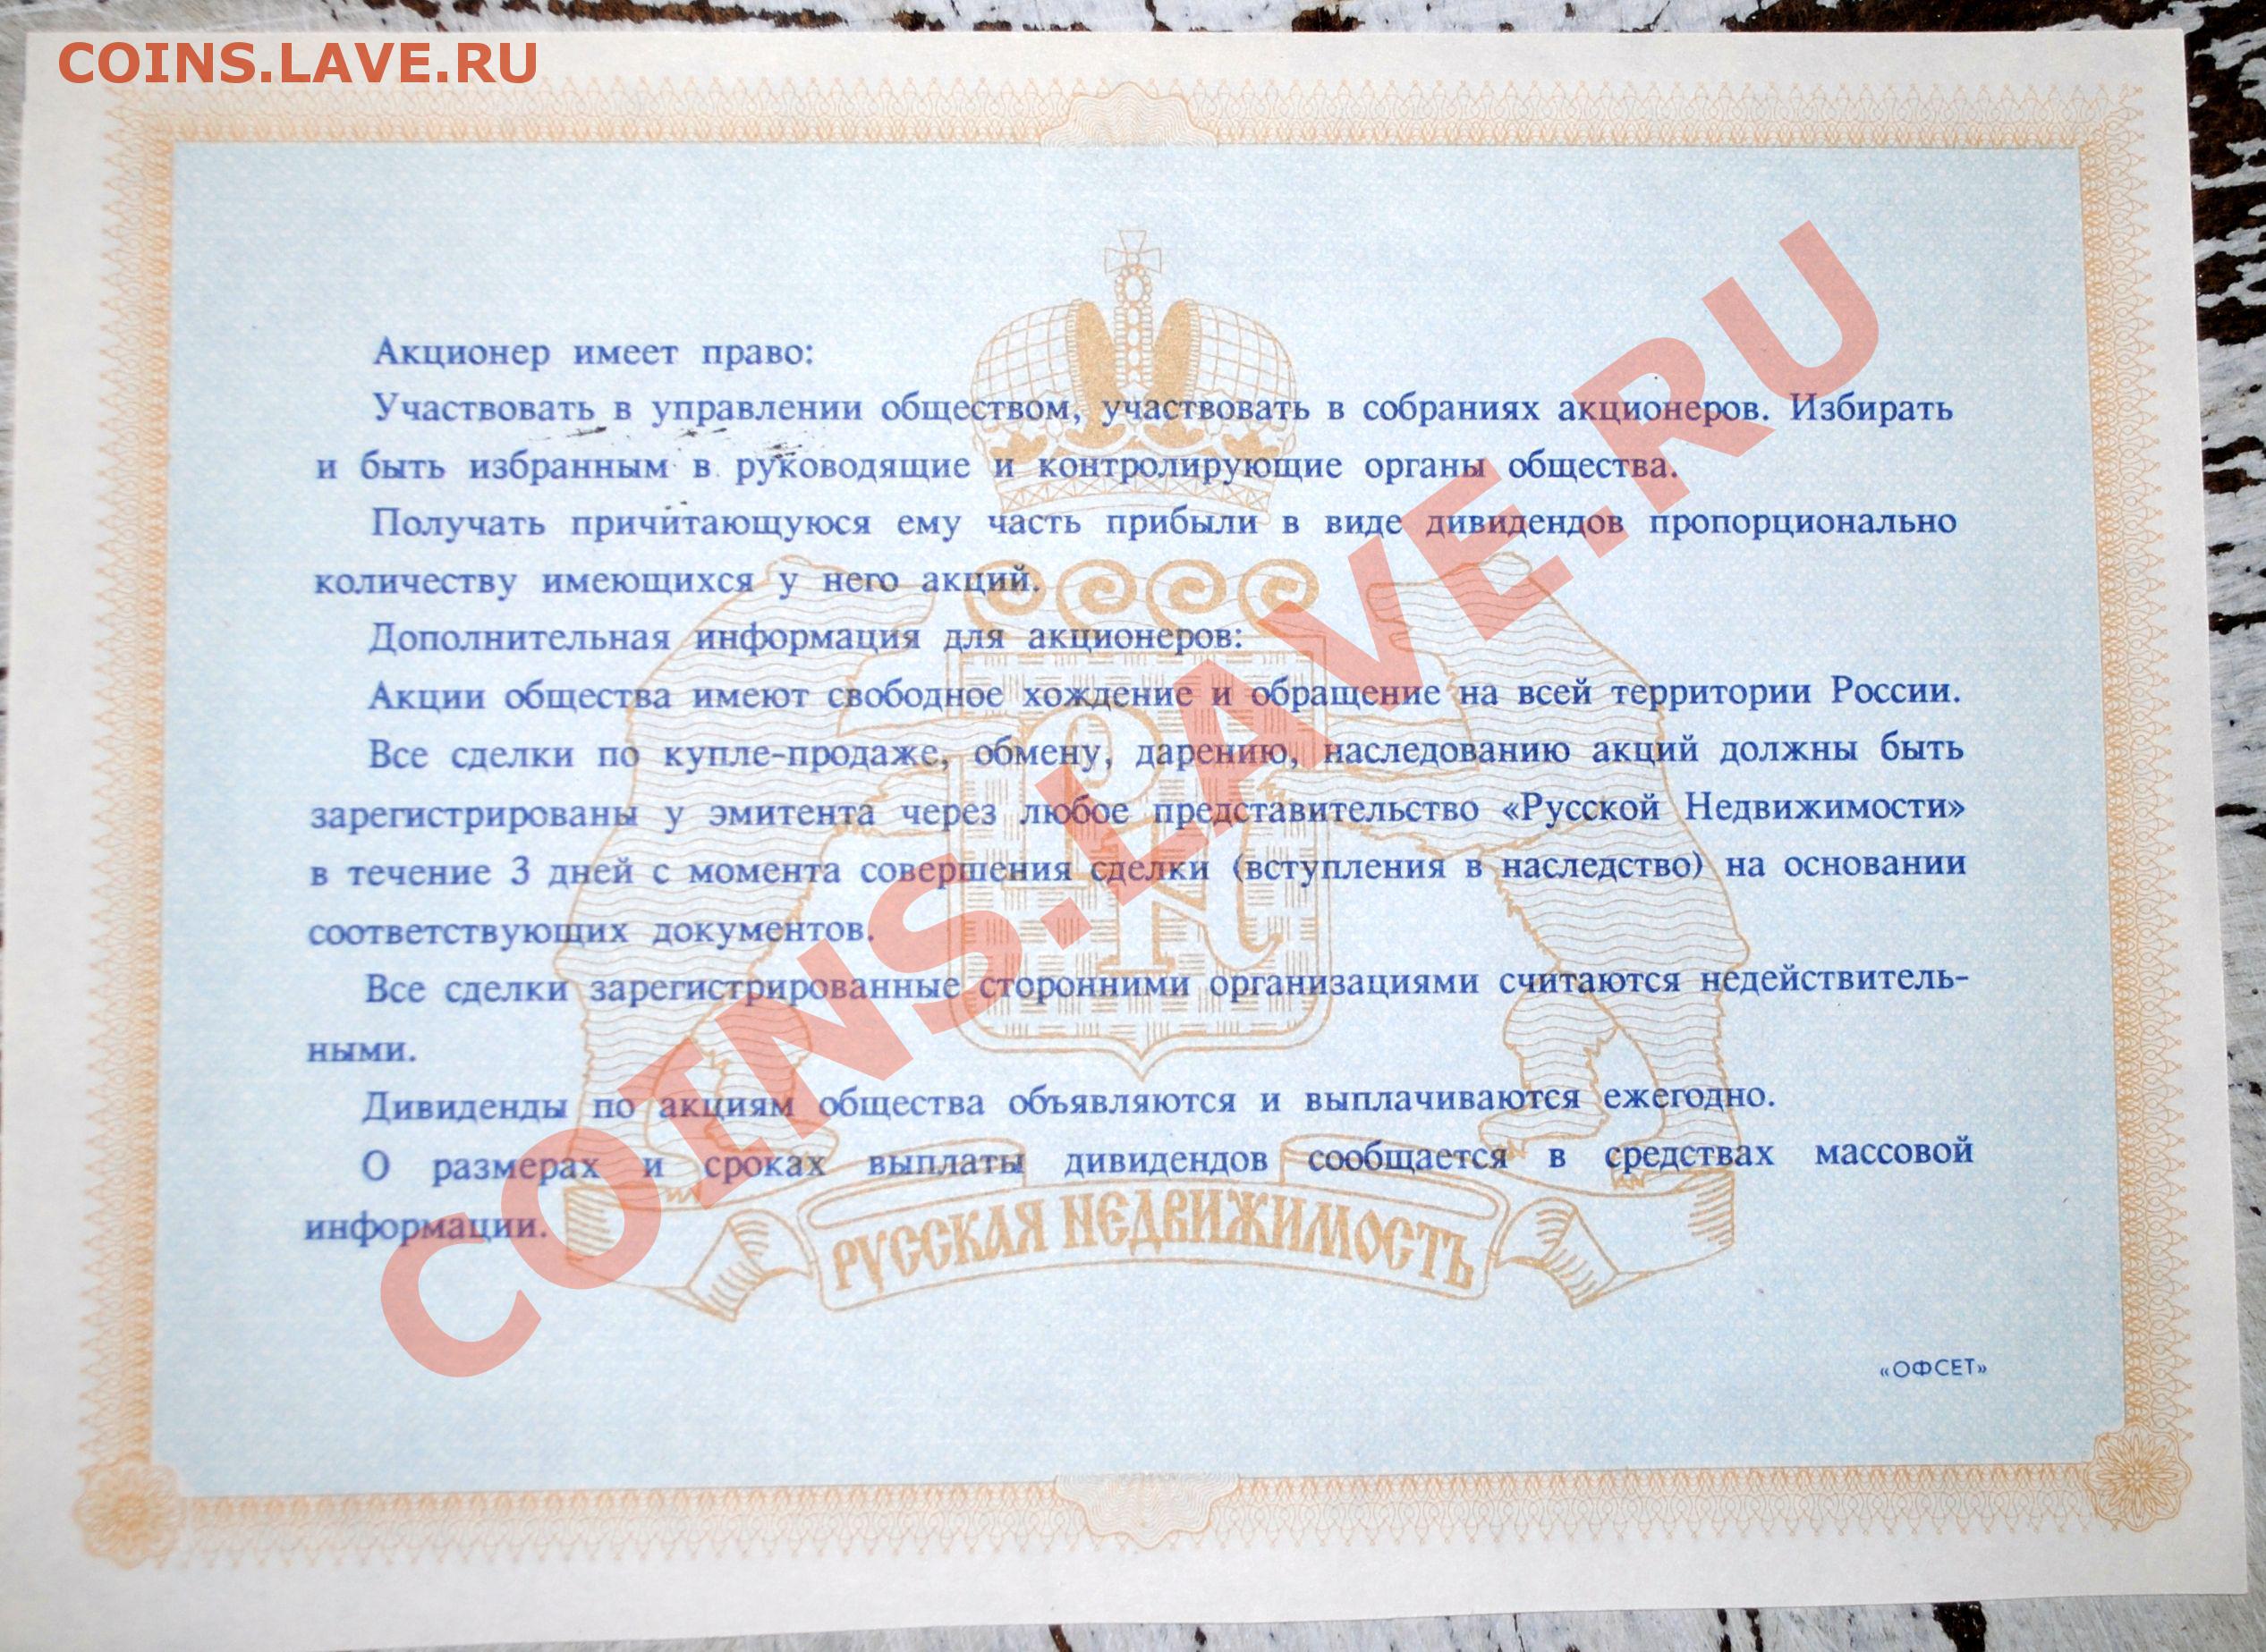 COINS.LAVE.RU
Акционер имеет право:
Участвовать в управлении обществом, участвовать в собраниях акционеров. Избирать
и быть избранным в руководящие и контролирующие органы общества.
Получать причитающуюся ему часть прибыли в виде дивидендов пропорционально
количеству имеющихся у него акций.
Дополнительная информация для акционеров:
Акции общества имеют свободное хождение и обращение на всей территории России.
Все сделки по купле-продаже, обмену, дарению, наследованию акций должны быть
зарегистрированы у эмитента через любое представительство «Русской Недвижимости»
в течение 3 дней с момента совершения сделки (вступления в наследство) на основании
соответствующих документов.
Все сделки зарегистрированные сторонними организациями считаются недействитель-
ными.
Дивиденды по акциям общества объявляются и выплачиваются ежегодно.
О размерах и сроках выплаты дивидендов сообщается в средствах массовой
информации.
РУССКАЯ НЕДВИЖИМОСТЬ
«ОФСЕТ»
COINS.LAVE.RU